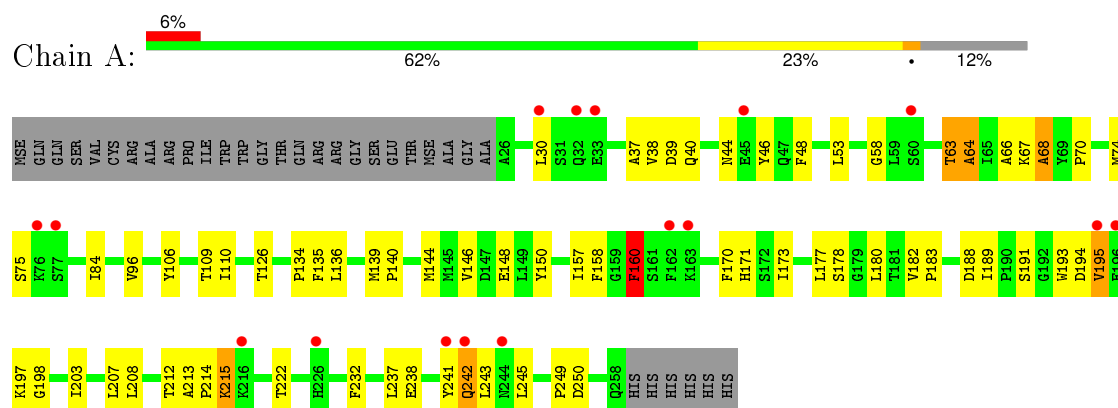 6%
Chain A:
62% 23% • 12%
MSE GLN GLN SER VAL CYS ARG ALA ARG PRO ILE TRP TRP GLY THR GLN ARG ARG GLY SER GLU THR MSE ALA GLY ALA A26 L30 S31 Q32 E33 A37 V38 D39 Q40 N44 E45 Y46 Q47 F48 L53 G58 L59 S60 T63 A64 I65 A66 K67 A68 Y69 P70 M74
S75 K76 S77 I84 V96 Y106 T109 I110 T126 P134 F135 L136 M139 P140 M144 M145 V146 D147 E148 L149 Y150 I157 F158 G159 F160 S161 F162 K163 F170 H171 S172 I173 L177 S178 G179 L180 T181 V182 P183 D188 I189 P190 S191 G192 W193 D194 V195
K197 G198 I203 L207 L208 T212 A213 P214 K215 K216 T222 H226 F232 L237 E238 Y241 Q242 L243 N244 L245 P249 D250 Q258 HIS HIS HIS HIS HIS HIS